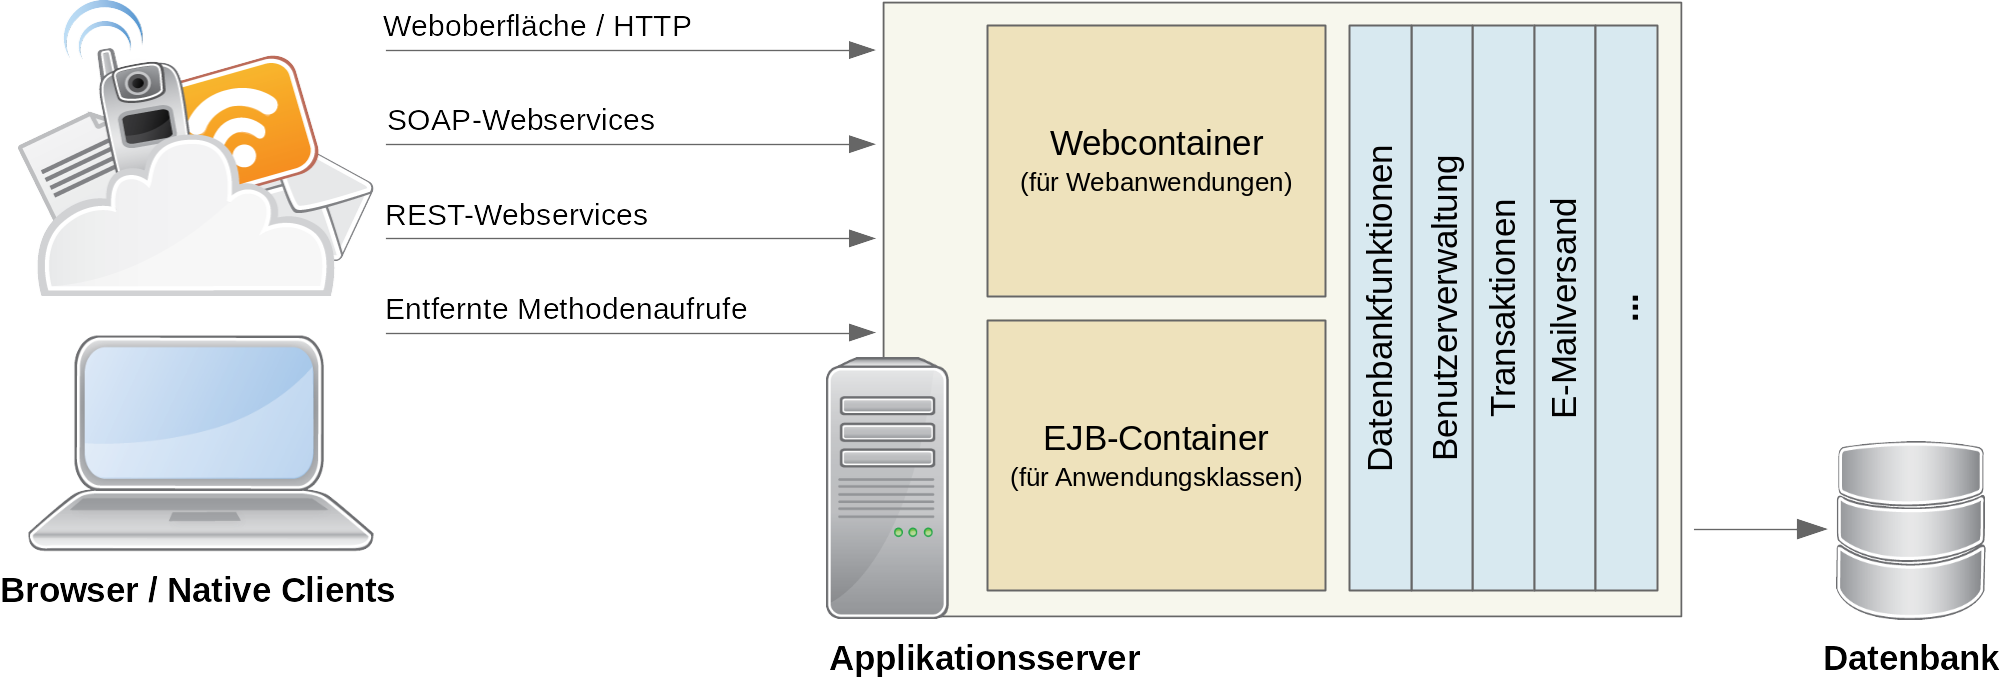 Weboberfläche / HTTP
SOAP-Webservices
REST-Webservices
Entfernte Methodenaufrufe
Browser / Native Clients
Webcontainer
(für Webanwendungen)
EJB-Container
(für Anwendungsklassen)
Datenbankfunktionen
Benutzerverwaltung
Transaktionen
E-Mailversand
...
Applikationsserver
Datenbank